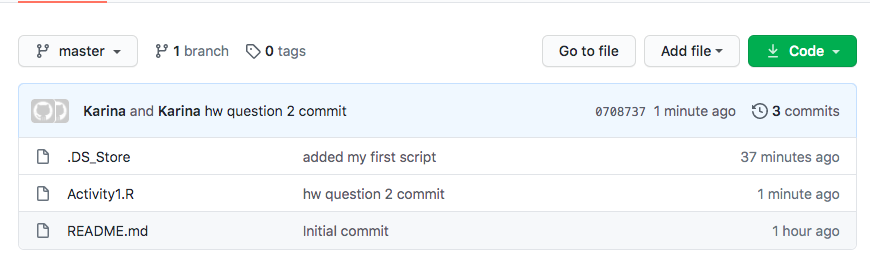 master 1 branch 0 tags Go to file Add file Code
Karina and Karina hw question 2 commit 0708737 1 minute ago 3 commits
.DS_Store added my first script 37 minutes ago
Activity1.R hw question 2 commit 1 minute ago
README.md Initial commit 1 hour ago